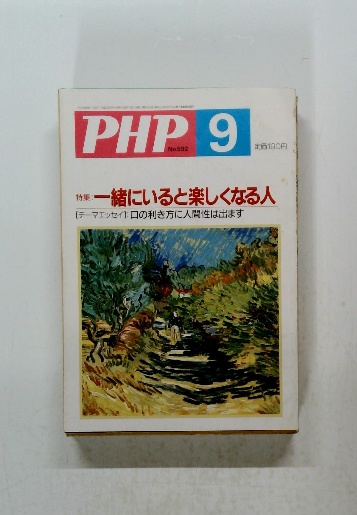 PHP 9
No.592
定価190円
特集・一緒にいると楽しくなる人
[テーマエッセイ]:口の利き方に人間性は出ます